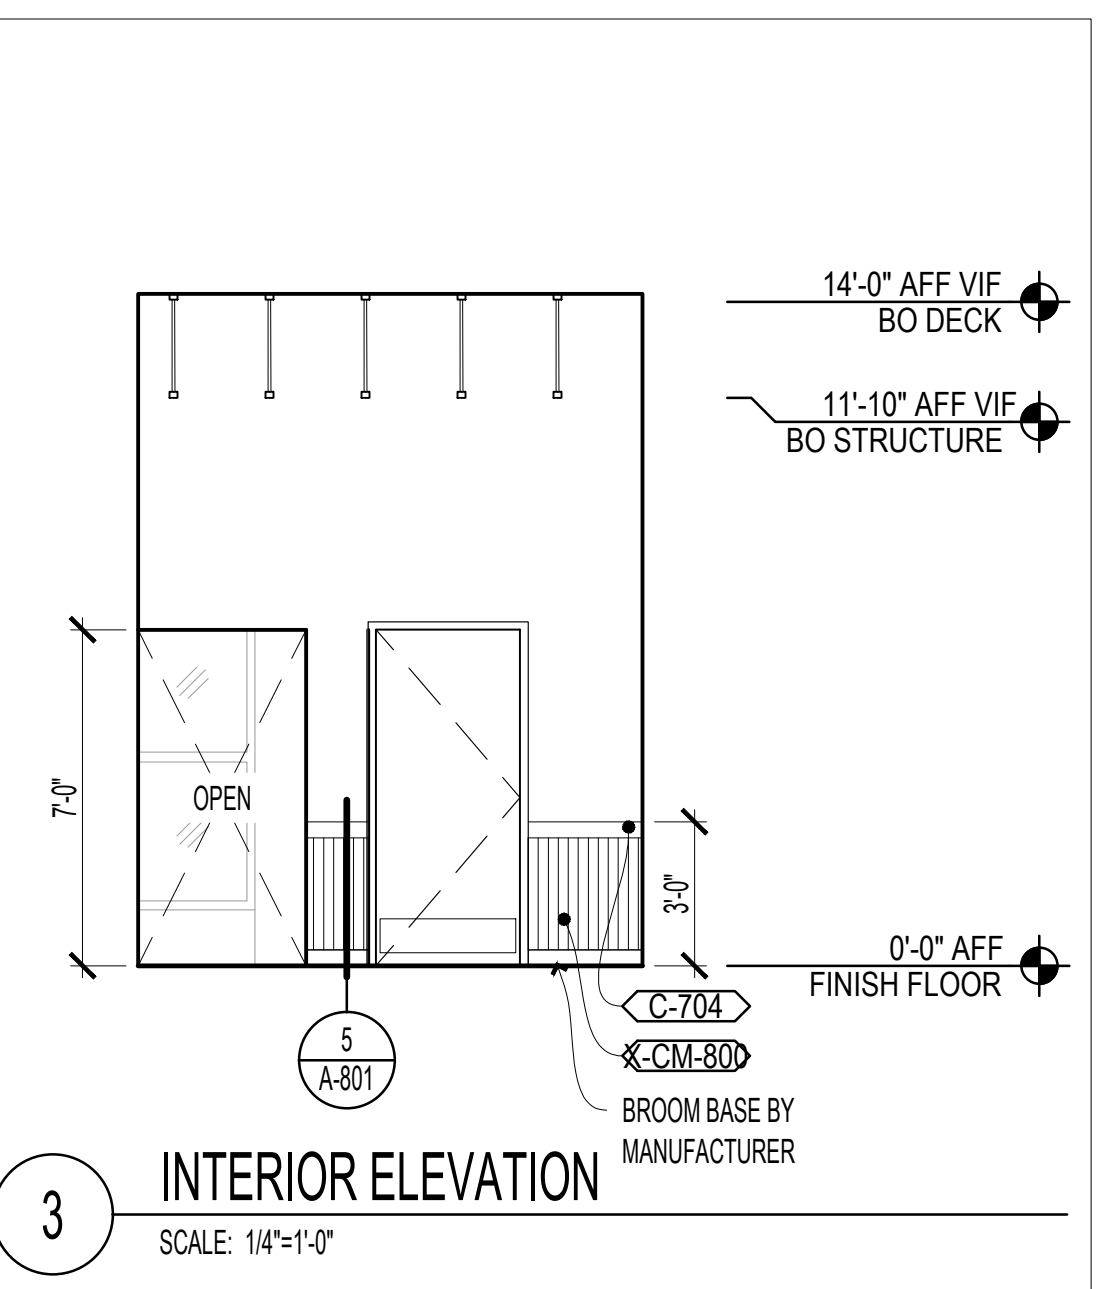 14'-0" AFF VIF
BO DECK
11'-10" AFF VIF
BO STRUCTURE
7'-0"
OPEN
3'-0"
0'-0" AFF
FINISH FLOOR
C-704
X-CM-800
5
A-801
BROOM BASE BY
MANUFACTURER
3
INTERIOR ELEVATION
SCALE: 1/4"=1'-0"